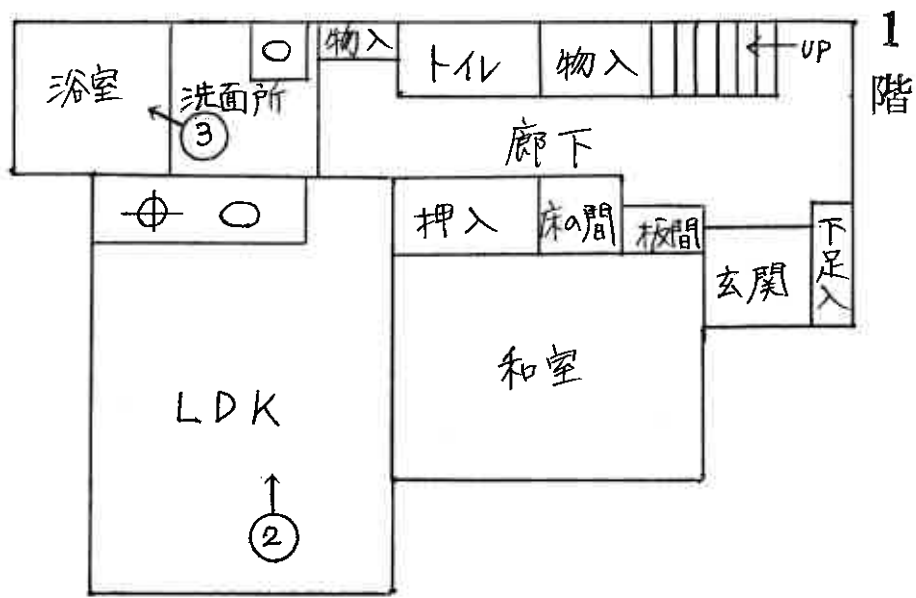 1階
物入
トイレ
物入
UP
浴室
洗面所
③
廊下
押入
床の間
板間
下足入
玄関
和室
LDK
②